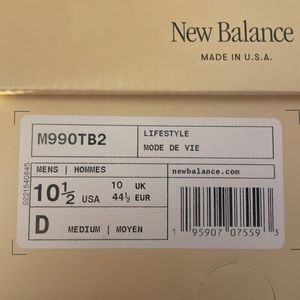 New Balance
MADE IN U.S.A.
M990TB2
LIFESTYLE
MODE DE VIE
MENS | HOMMES
newbalance.com
10½ USA
10 UK
44½ EUR
D
MEDIUM | MOYEN
1 95907 07559 3
S221540845